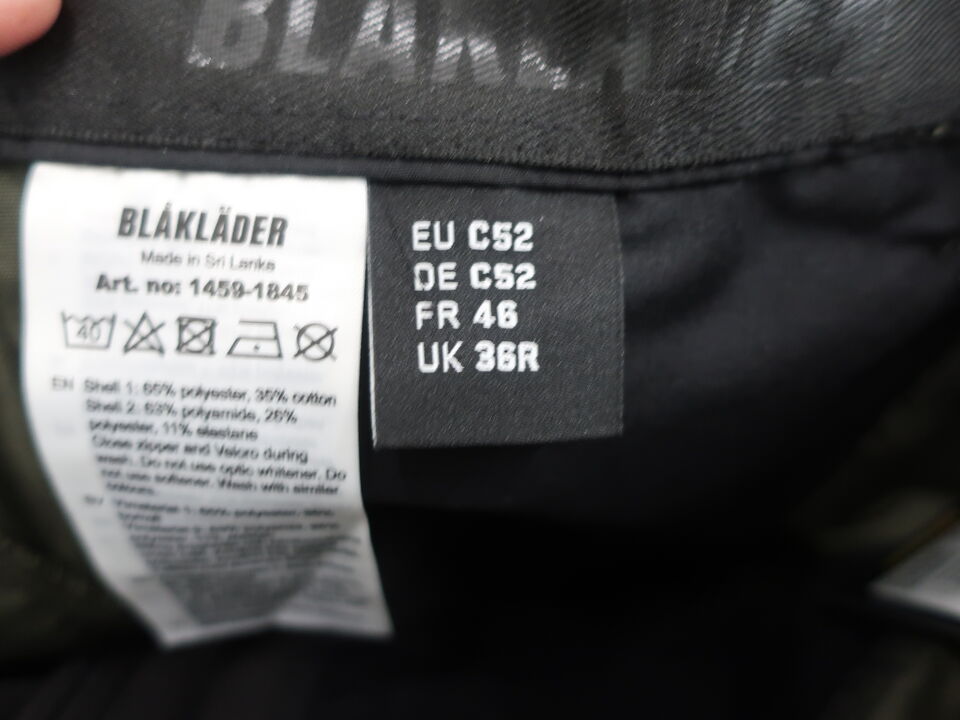 BLÅKLÄDER
BLÅKLÄDER
Made in Sri Lanka
Art. no: 1459-1845
40
EN Shell 1: 65% polyester, 35% cotton
Shell 2: 63% polyamide, 26%
polyester, 11% elastane
Close zipper and Velcro during
wash. Do not use optic whitener. Do
not use softener. Wash with similar
colours.
EU C52
DE C52
FR 46
UK 36R